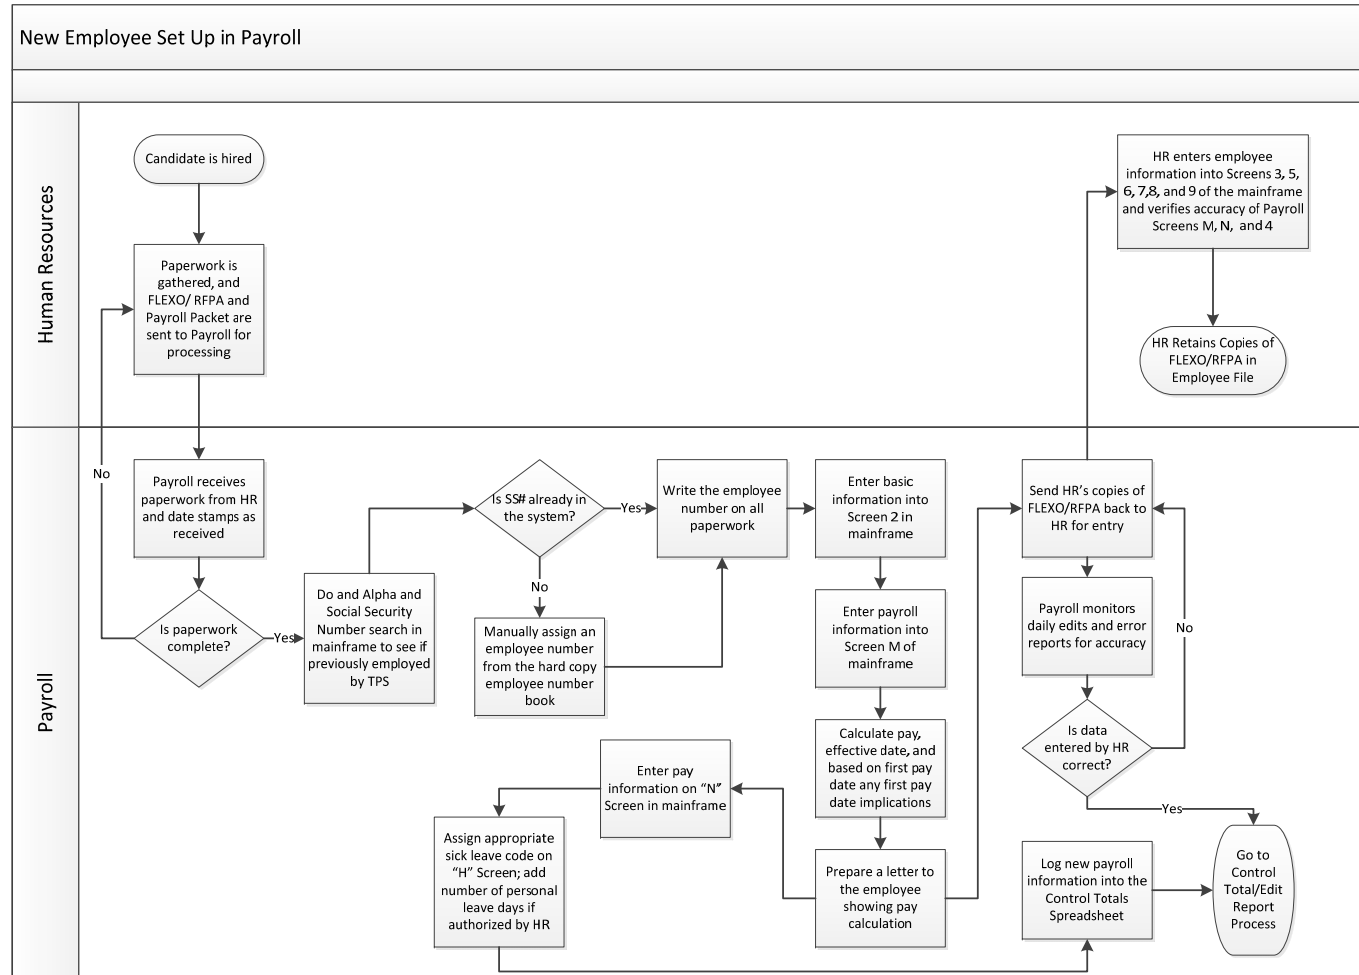 New Employee Set Up in Payroll
Human Resources
Candidate is hired
Paperwork is
gathered, and
FLEXO/ RFPA and
Payroll Packet are
sent to Payroll for
processing
HR enters employee
information into Screens 3, 5,
6, 7,8, and 9 of the mainframe
and verifies accuracy of Payroll
Screens M, N, and 4
HR Retains Copies of
FLEXO/RFPA in
Employee File
Payroll
No
Payroll receives
paperwork from HR
and date stamps as
received
Is paperwork
complete?
Yes
Do and Alpha and
Social Security
Number search in
mainframe to see if
previously employed
by TPS
Is SS# already in
the system?
Yes
No
Manually assign an
employee number
from the hard copy
employee number
book
Write the employee
number on all
paperwork
Enter basic
information into
Screen 2 in
mainframe
Enter payroll
information into
Screen M of
mainframe
Calculate pay,
effective date, and
based on first pay
date any first pay
date implications
Prepare a letter to
the employee
showing pay
calculation
Enter pay
information on “N”
Screen in mainframe
Assign appropriate
sick leave code on
“H” Screen; add
number of personal
leave days if
authorized by HR
Send HR’s copies of
FLEXO/RFPA back to
HR for entry
Payroll monitors
daily edits and error
reports for accuracy
No
Is data
entered by HR
correct?
Yes
Log new payroll
information into the
Control Totals
Spreadsheet
Go to
Control
Total/Edit
Report
Process